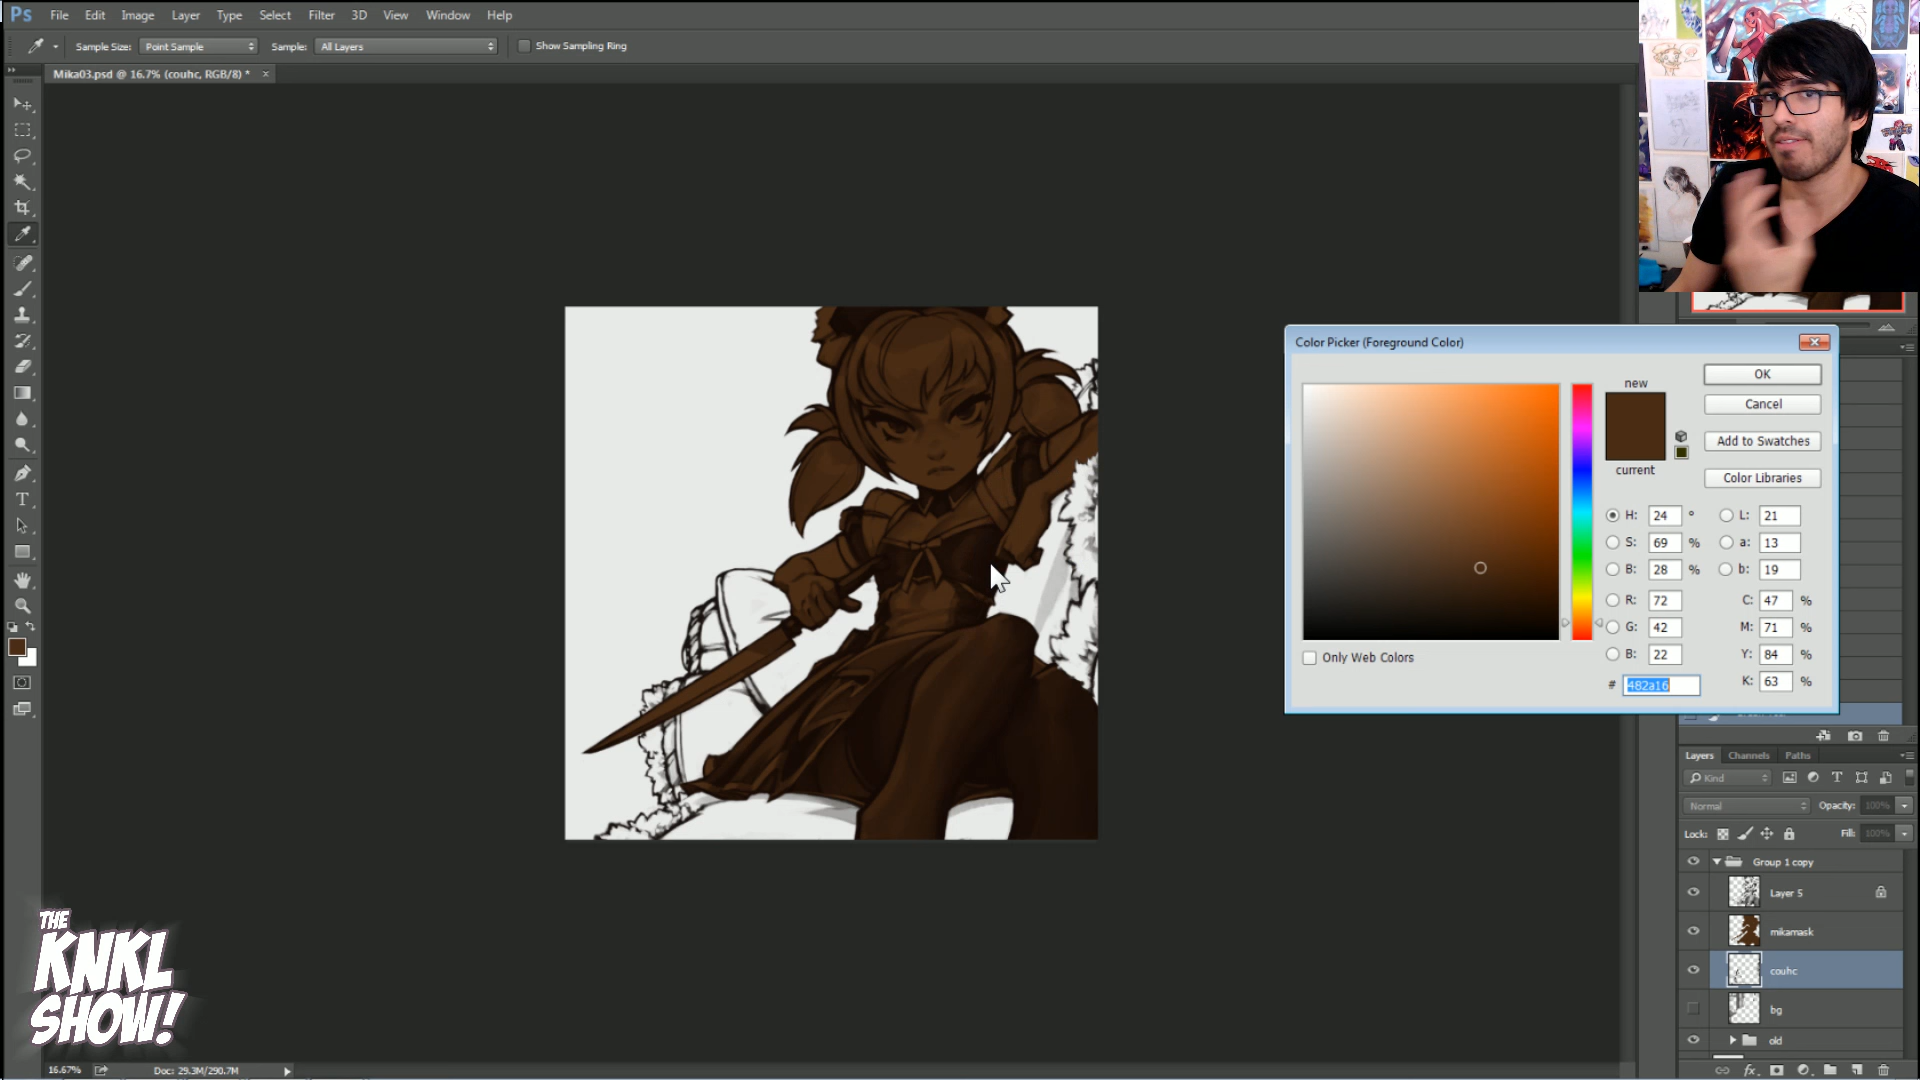 Ps File Edit Image Layer Type Select Filter 3D View Window Help
Sample Size: Point Sample Sample: All Layers Show Sampling Ring
Mika03.psd @ 16.7% (couhc, RGB/8) * ×
Color Picker (Foreground Color)
new
current
OK
Cancel
Add to Swatches
Color Libraries
H: 24 ° L: 21
S: 69 % a: 13
B: 28 % b: 19
R: 72 C: 47 %
G: 42 M: 71 %
B: 22 Y: 84 %
# 482a16 K: 63 %
Only Web Colors
Layers Channels Paths
Kind
Normal Opacity: 100%
Lock: Fill: 100%
Group 1 copy
Layer 5
mikamask
couhc
bg
old
THE
KNKL
SHOW!
16.67% Doc: 29.3M/290.7M